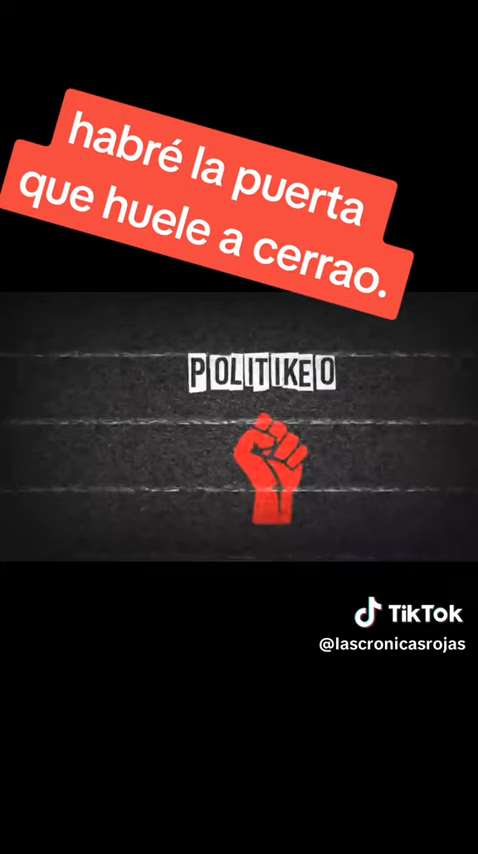 habré la puerta
que huele a cerrao.
POLITIKEO
TikTok
@lascronicasrojas